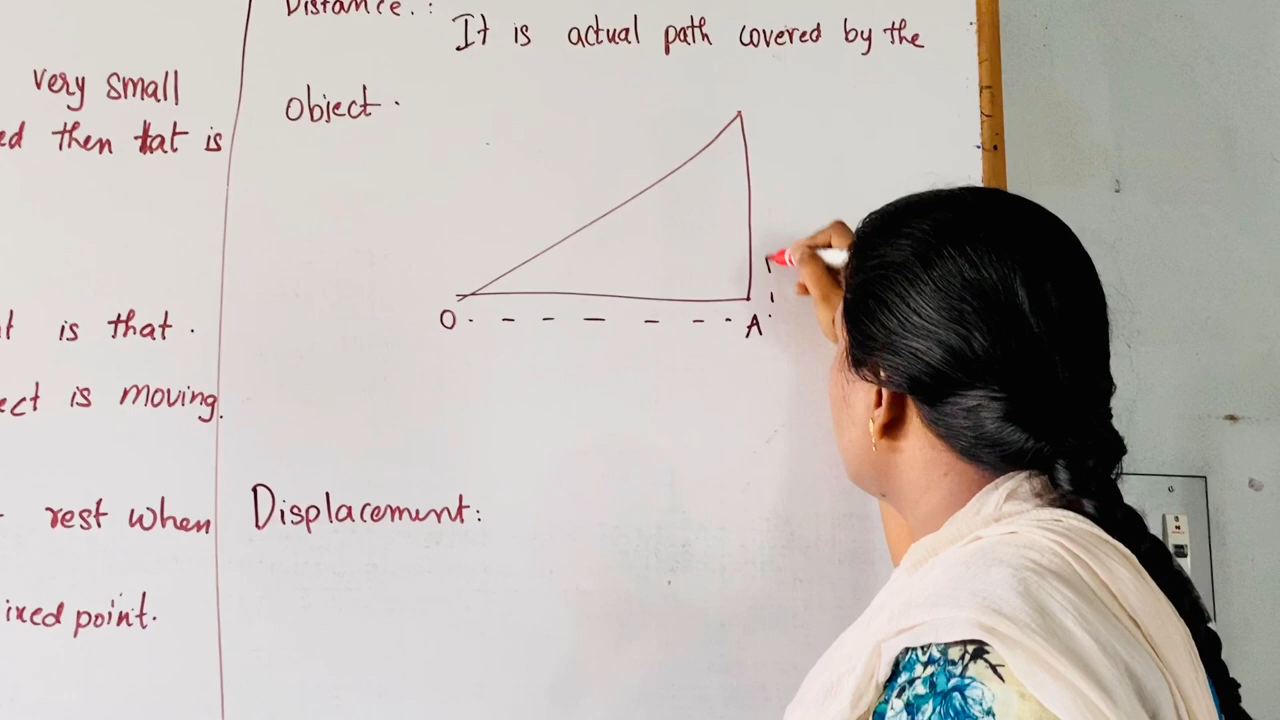 very small
ed then tat is
is that.
ect is moving.
rest when
ixed point.
Distance.:
It is actual path covered by the
object.
O
A
Displacement: